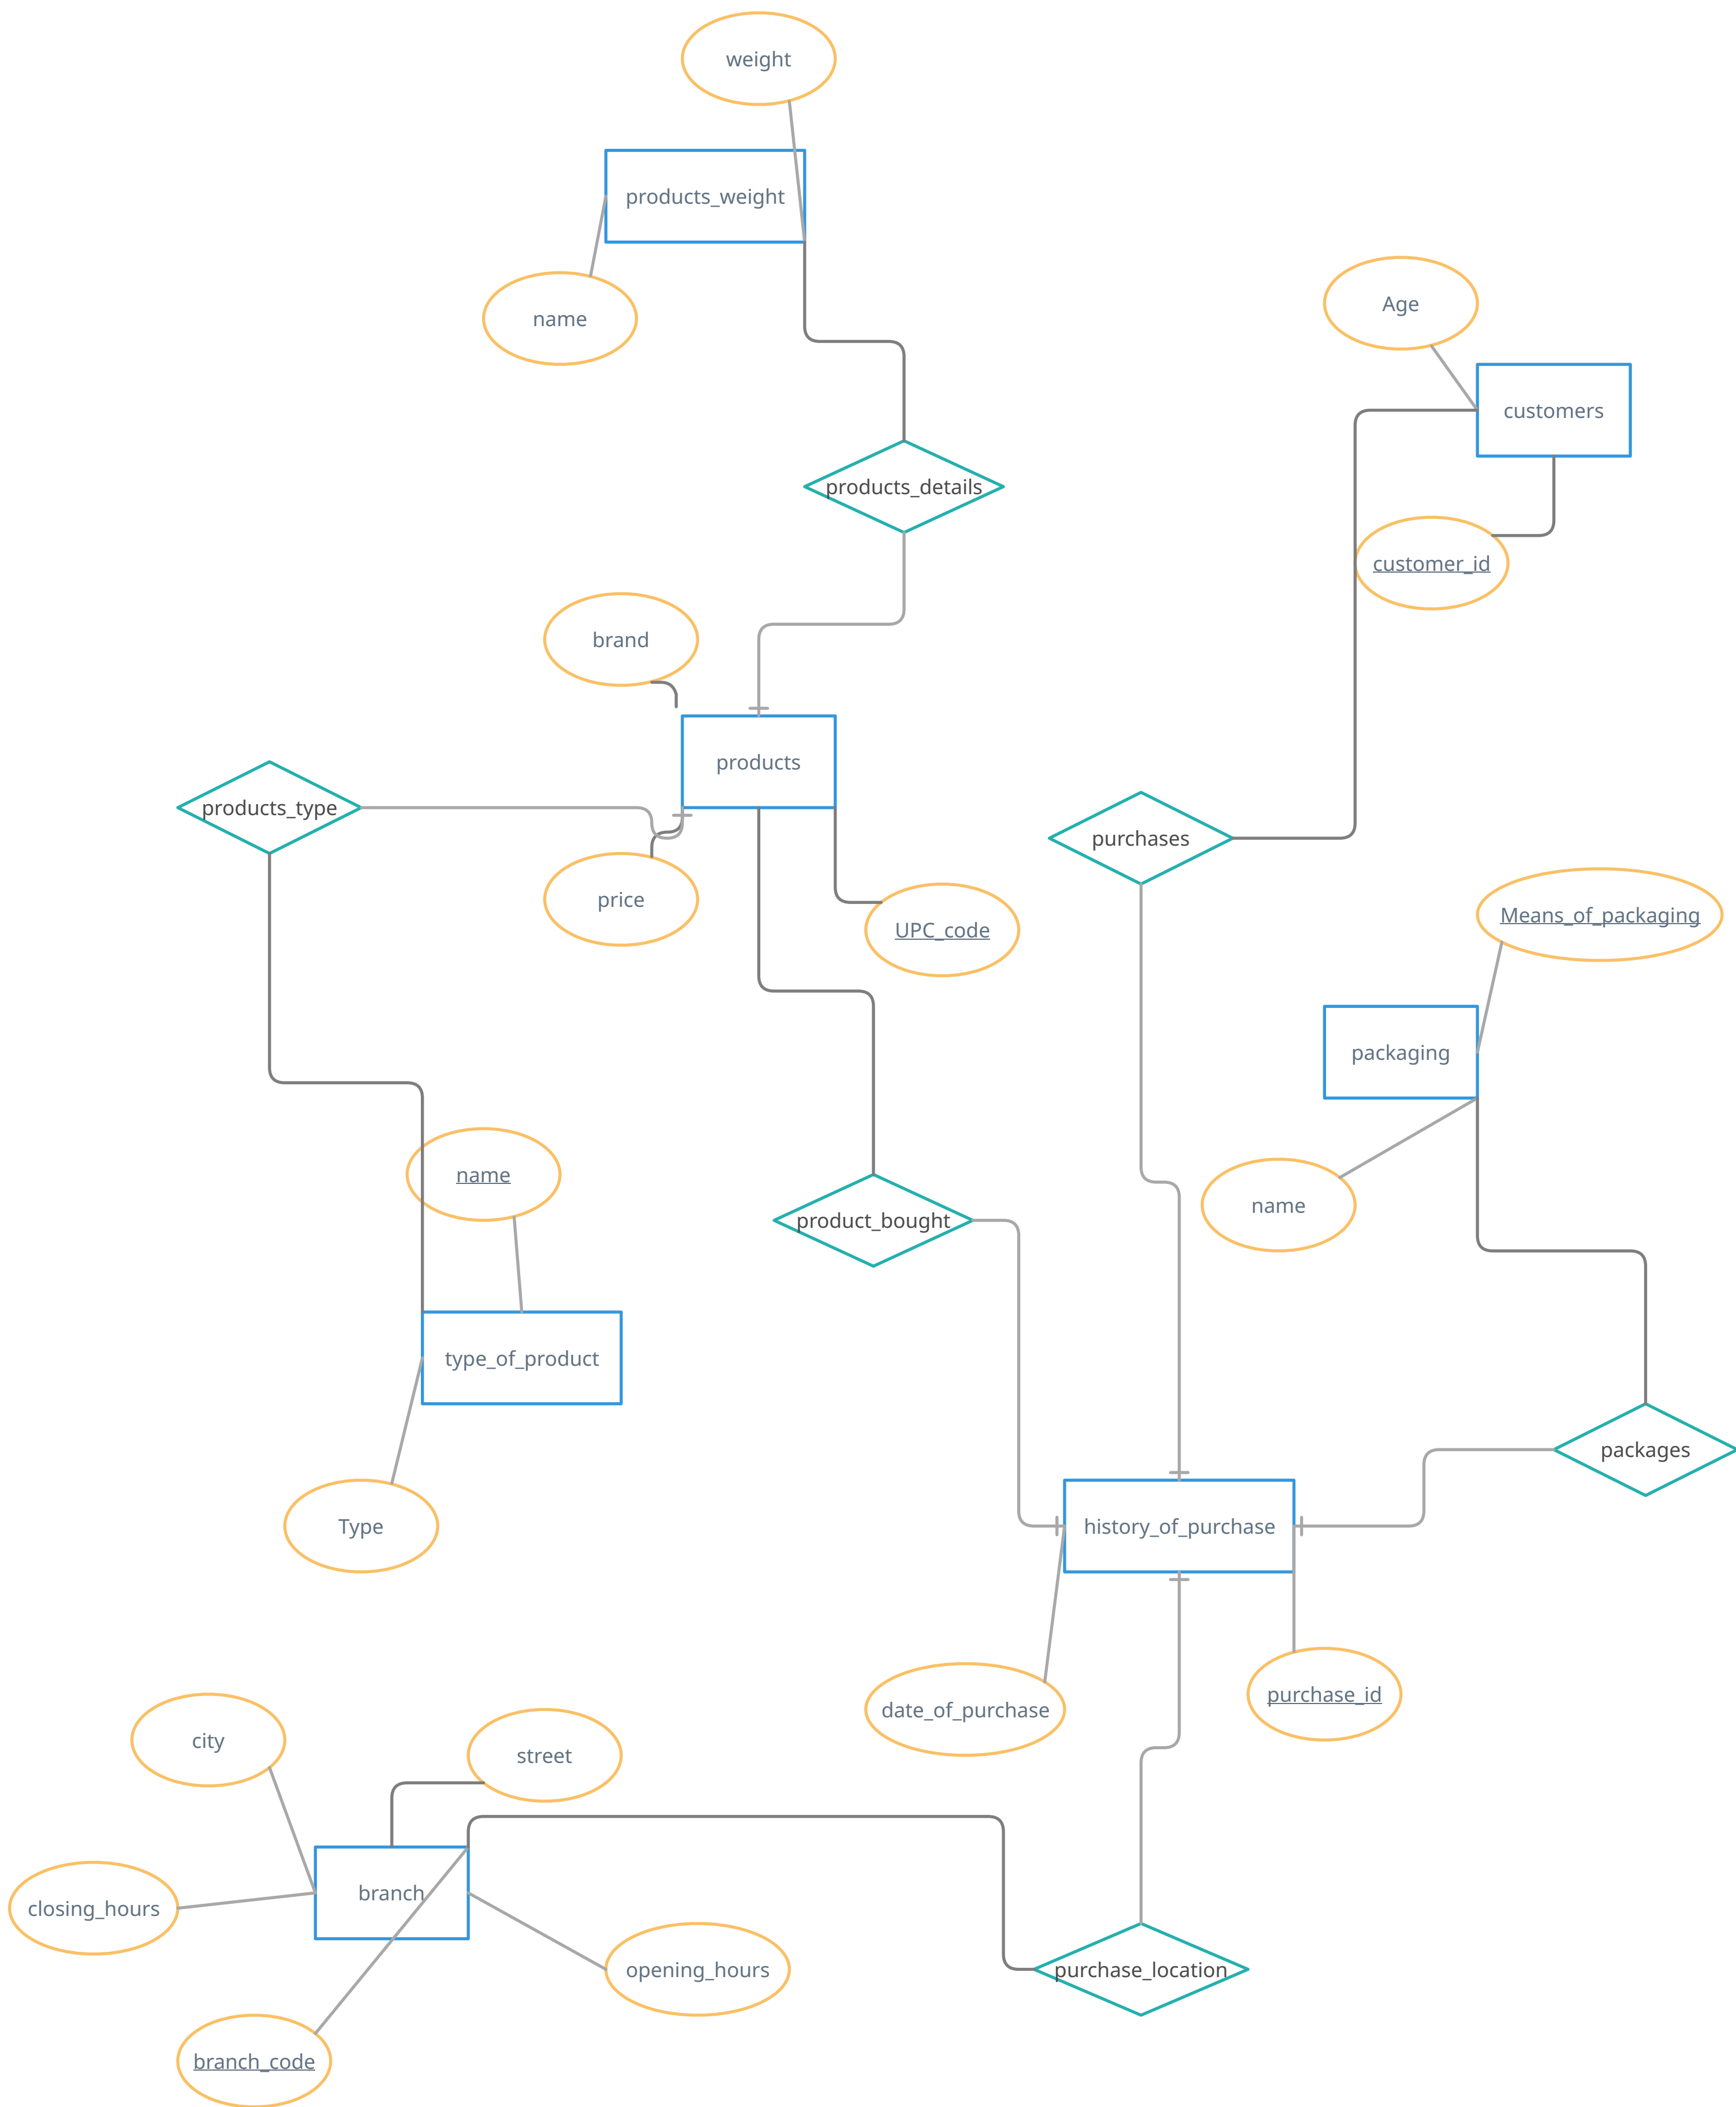 weight
products_weight
name
Age
customers
products_details
customer_id
brand
products
products_type
purchases
price
Means_of_packaging
UPC_code
packaging
name
name
product_bought
type_of_product
packages
Type
history_of_purchase
purchase_id
date_of_purchase
city
street
branch
closing_hours
opening_hours
purchase_location
branch_code